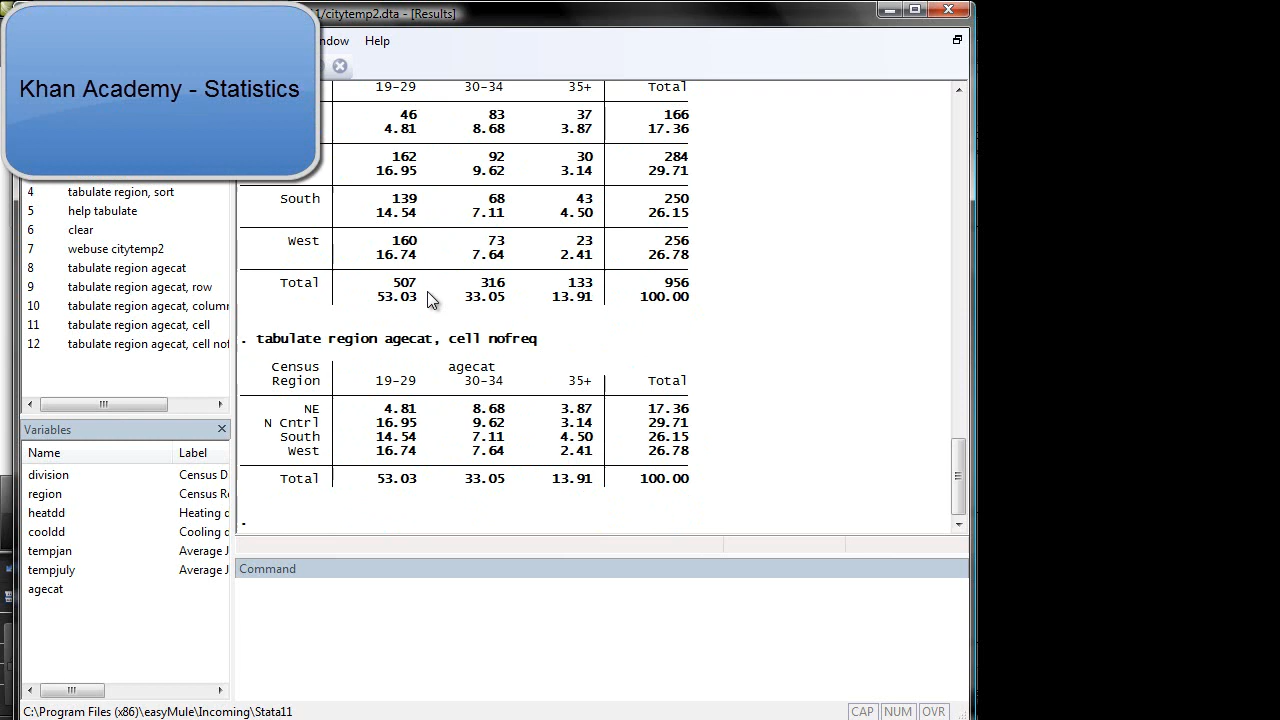 11/citytemp2.dta - [Results]
ndow Help
Khan Academy - Statistics
19-29 30-34 35+ Total
46 83 37 166
4.81 8.68 3.87 17.36
162 92 30 284
16.95 9.62 3.14 29.71
South 139 68 43 250
14.54 7.11 4.50 26.15
West 160 73 23 256
16.74 7.64 2.41 26.78
Total 507 316 133 956
53.03 33.05 13.91 100.00
. tabulate region agecat, cell nofreq
Census agecat
Region 19-29 30-34 35+ Total
NE 4.81 8.68 3.87 17.36
N Cntrl 16.95 9.62 3.14 29.71
South 14.54 7.11 4.50 26.15
West 16.74 7.64 2.41 26.78
Total 53.03 33.05 13.91 100.00
.
4 tabulate region, sort
5 help tabulate
6 clear
7 webuse citytemp2
8 tabulate region agecat
9 tabulate region agecat, row
10 tabulate region agecat, column
11 tabulate region agecat, cell
12 tabulate region agecat, cell nof
Variables
Name Label
division Census D
region Census Re
heatdd Heating d
cooldd Cooling d
tempjan Average J
tempjuly Average J
agecat
Command
C:\Program Files (x86)\easyMule\Incoming\Stata11
CAP NUM OVR